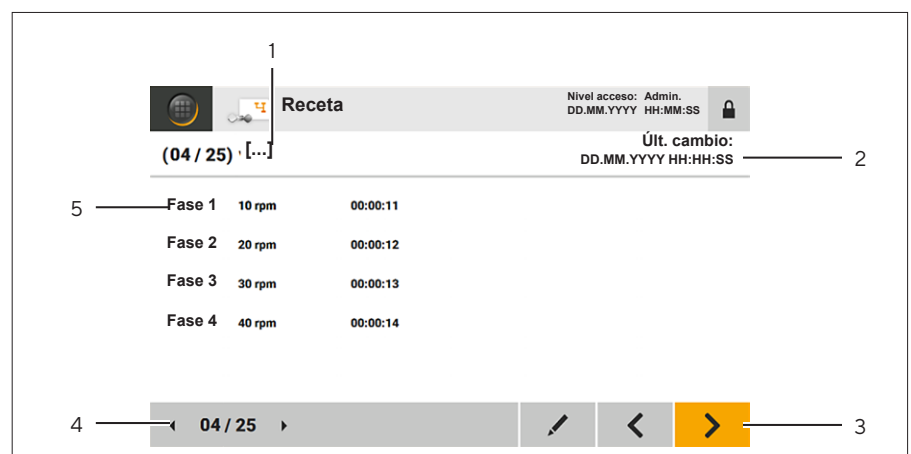 1
Receta
Nivel acceso: Admin.
DD.MM.YYYY HH:MM:SS
(04 / 25) [...]
Últ. cambio:
DD.MM.YYYY HH:HH:SS
2
5
Fase 1 10 rpm 00:00:11
Fase 2 20 rpm 00:00:12
Fase 3 30 rpm 00:00:13
Fase 4 40 rpm 00:00:14
4
04 / 25
3